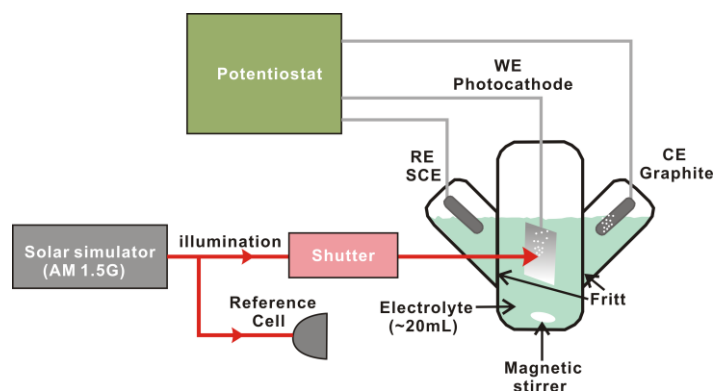 Potentiostat
WE
Photocathode
RE
SCE
CE
Graphite
Solar simulator
(AM 1.5G)
illumination
Shutter
Reference
Cell
Electrolyte
(~20mL)
Fritt
Magnetic
stirrer